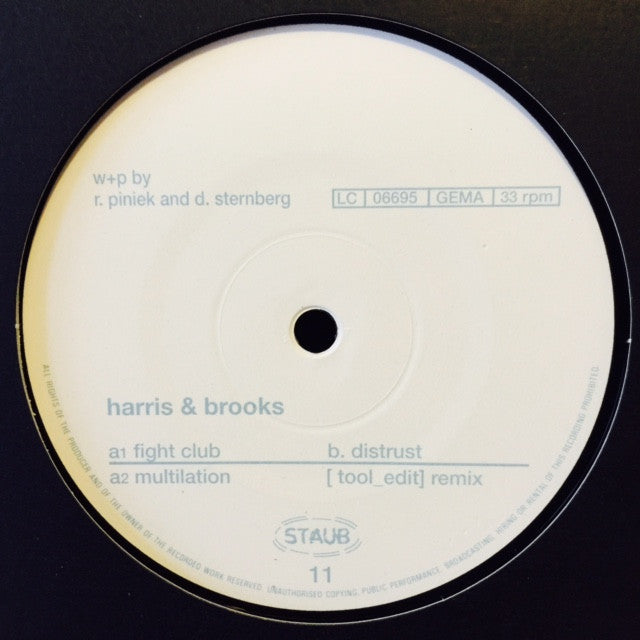 w+p by
r. piniek and d. sternberg
LC | 06695 | GEMA | 33 rpm
harris & brooks
a1 fight club
b. distrust
a2 multilation
[ tool_edit] remix
STAUB
11
ALL RIGHTS OF THE PRODUCER AND OF THE OWNER OF THE RECORDED WORK RESERVED. UNAUTHORISED COPYING, PUBLIC PERFORMANCE, BROADCASTING, HIRING OR RENTAL OF THIS RECORDING PROHIBITED.